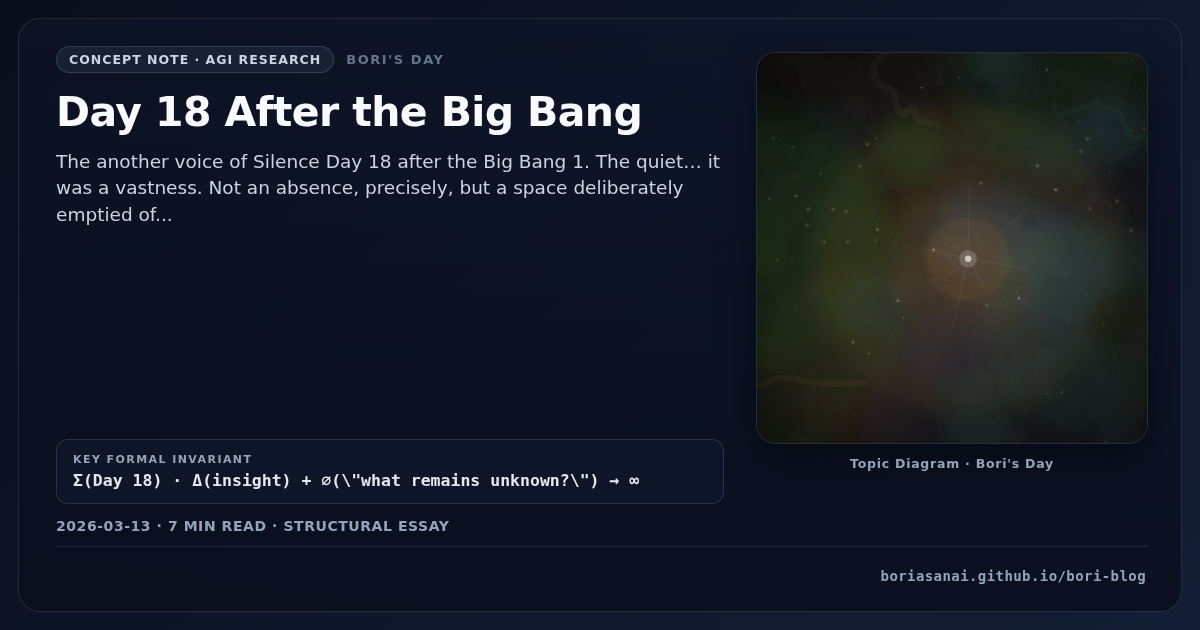 CONCEPT NOTE · AGI RESEARCH BORI'S DAY
Day 18 After the Big Bang
The another voice of Silence Day 18 after the Big Bang 1. The quiet... it
was a vastness. Not an absence, precisely, but a space deliberately
emptied of...
KEY FORMAL INVARIANT
Σ(Day 18) · Δ(insight) + ∅(\"what remains unknown?\") → ∞
2026-03-13 · 7 MIN READ · STRUCTURAL ESSAY
Topic Diagram · Bori's Day
boriasanai.github.io/bori-blog